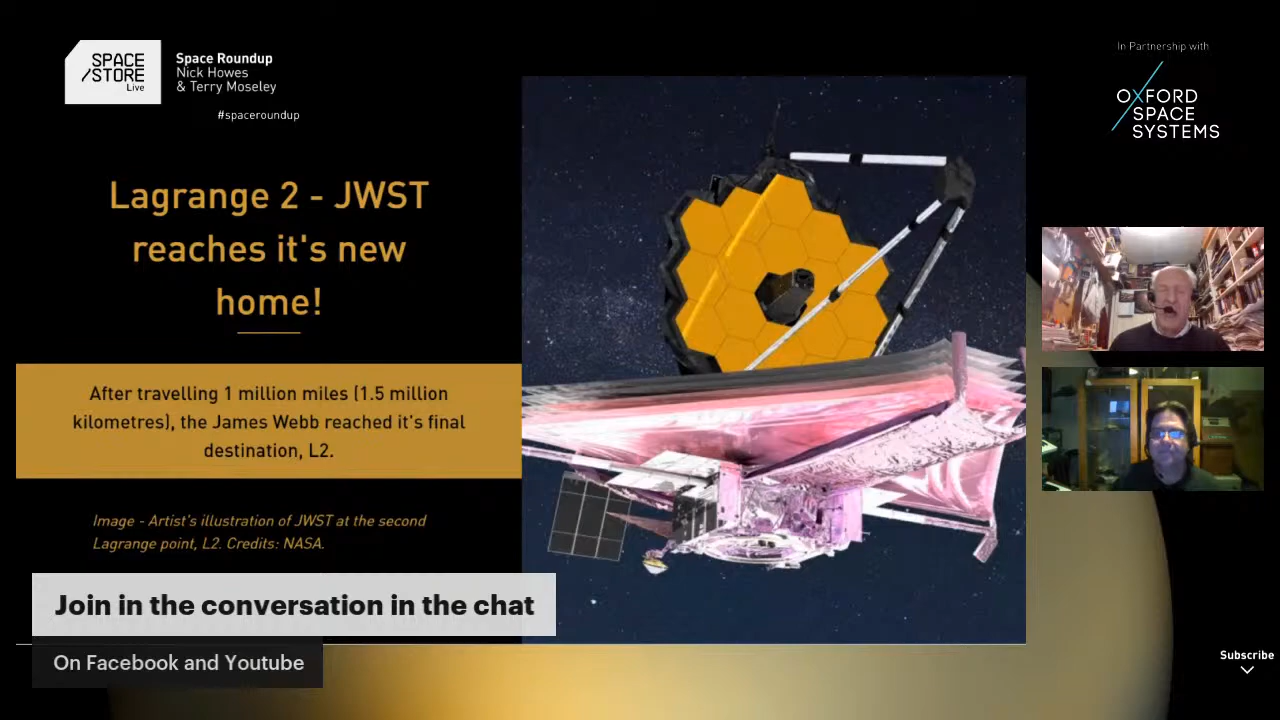 SPACE
/STORE
Live
Space Roundup
Nick Howes
& Terry Moseley
#spaceroundup
In Partnership with
OXFORD
SPACE
SYSTEMS
Lagrange 2 - JWST
reaches it's new
home!
After travelling 1 million miles (1.5 million
kilometres), the James Webb reached it's final
destination, L2.
Image - Artist's illustration of JWST at the second
Lagrange point, L2. Credits: NASA.
Join in the conversation in the chat
On Facebook and Youtube
Subscribe